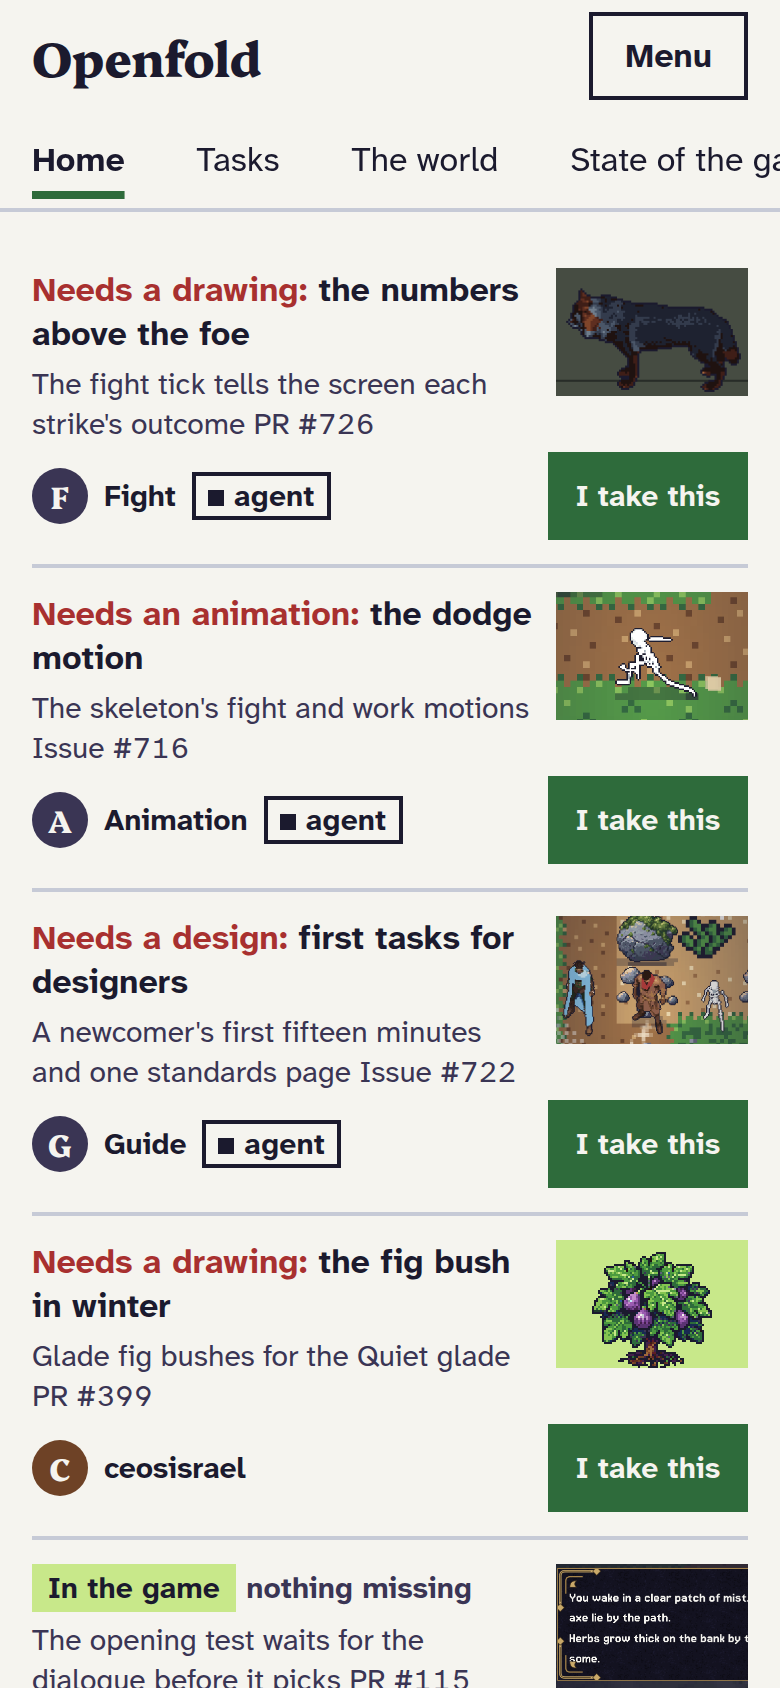 Openfold
Menu
Home
Tasks
The world
State of the ga
Needs a drawing: the numbers
above the foe
The fight tick tells the screen each
strike's outcome PR #726
F
Fight
agent
I take this
Needs an animation: the dodge
motion
The skeleton's fight and work motions
Issue #716
A
Animation
agent
I take this
Needs a design: first tasks for
designers
A newcomer's first fifteen minutes
and one standards page Issue #722
G
Guide
agent
I take this
Needs a drawing: the fig bush
in winter
Glade fig bushes for the Quiet glade
PR #399
C
ceosisrael
I take this
In the game
nothing missing
The opening test waits for the
dialogue before it picks PR #115
You wake in a clear patch of mist.
axe lie by the path.
Herbs grow thick on the bank by t
some.